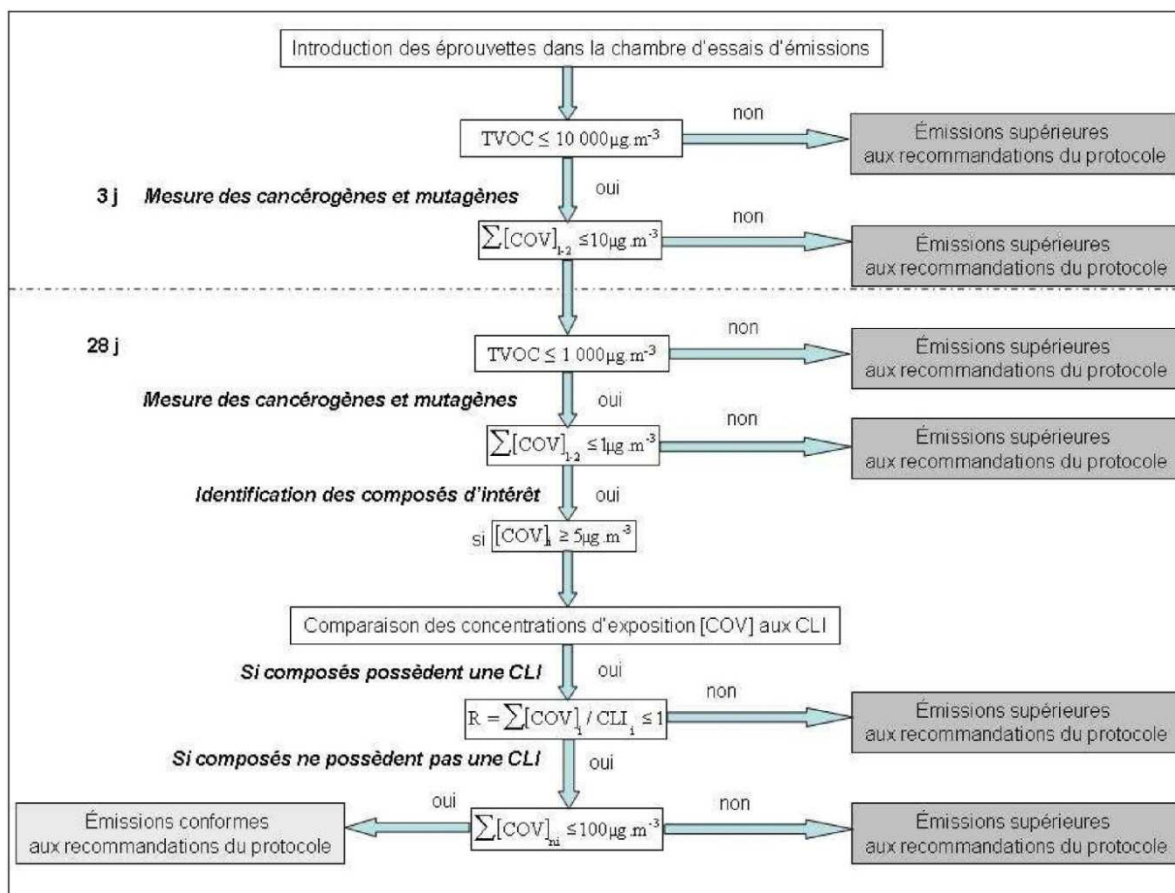 Introduction des éprouvettes dans la chambre d'essais d'émissions
TVOC ≤ 10 000µg.m-3
non
Émissions supérieures
aux recommandations du protocole
oui
3 j Mesure des cancérogènes et mutagènes
∑[COV]1-2 ≤10µg.m-3
non
Émissions supérieures
aux recommandations du protocole
28 j
TVOC ≤ 1 000µg.m-3
non
Émissions supérieures
aux recommandations du protocole
Mesure des cancérogènes et mutagènes
oui
∑[COV]1-2 ≤1µg.m-3
non
Émissions supérieures
aux recommandations du protocole
Identification des composés d'intérêt
oui
si [COV]i ≥ 5µg.m-3
Comparaison des concentrations d'exposition [COV] aux CLI
Si composés possèdent une CLI
oui
R = ∑[COV]i / CLIi ≤ 1
non
Émissions supérieures
aux recommandations du protocole
Si composés ne possèdent pas une CLI
oui
∑[COV]ni ≤100µg.m-3
oui
Émissions conformes
aux recommandations du protocole
non
Émissions supérieures
aux recommandations du protocole